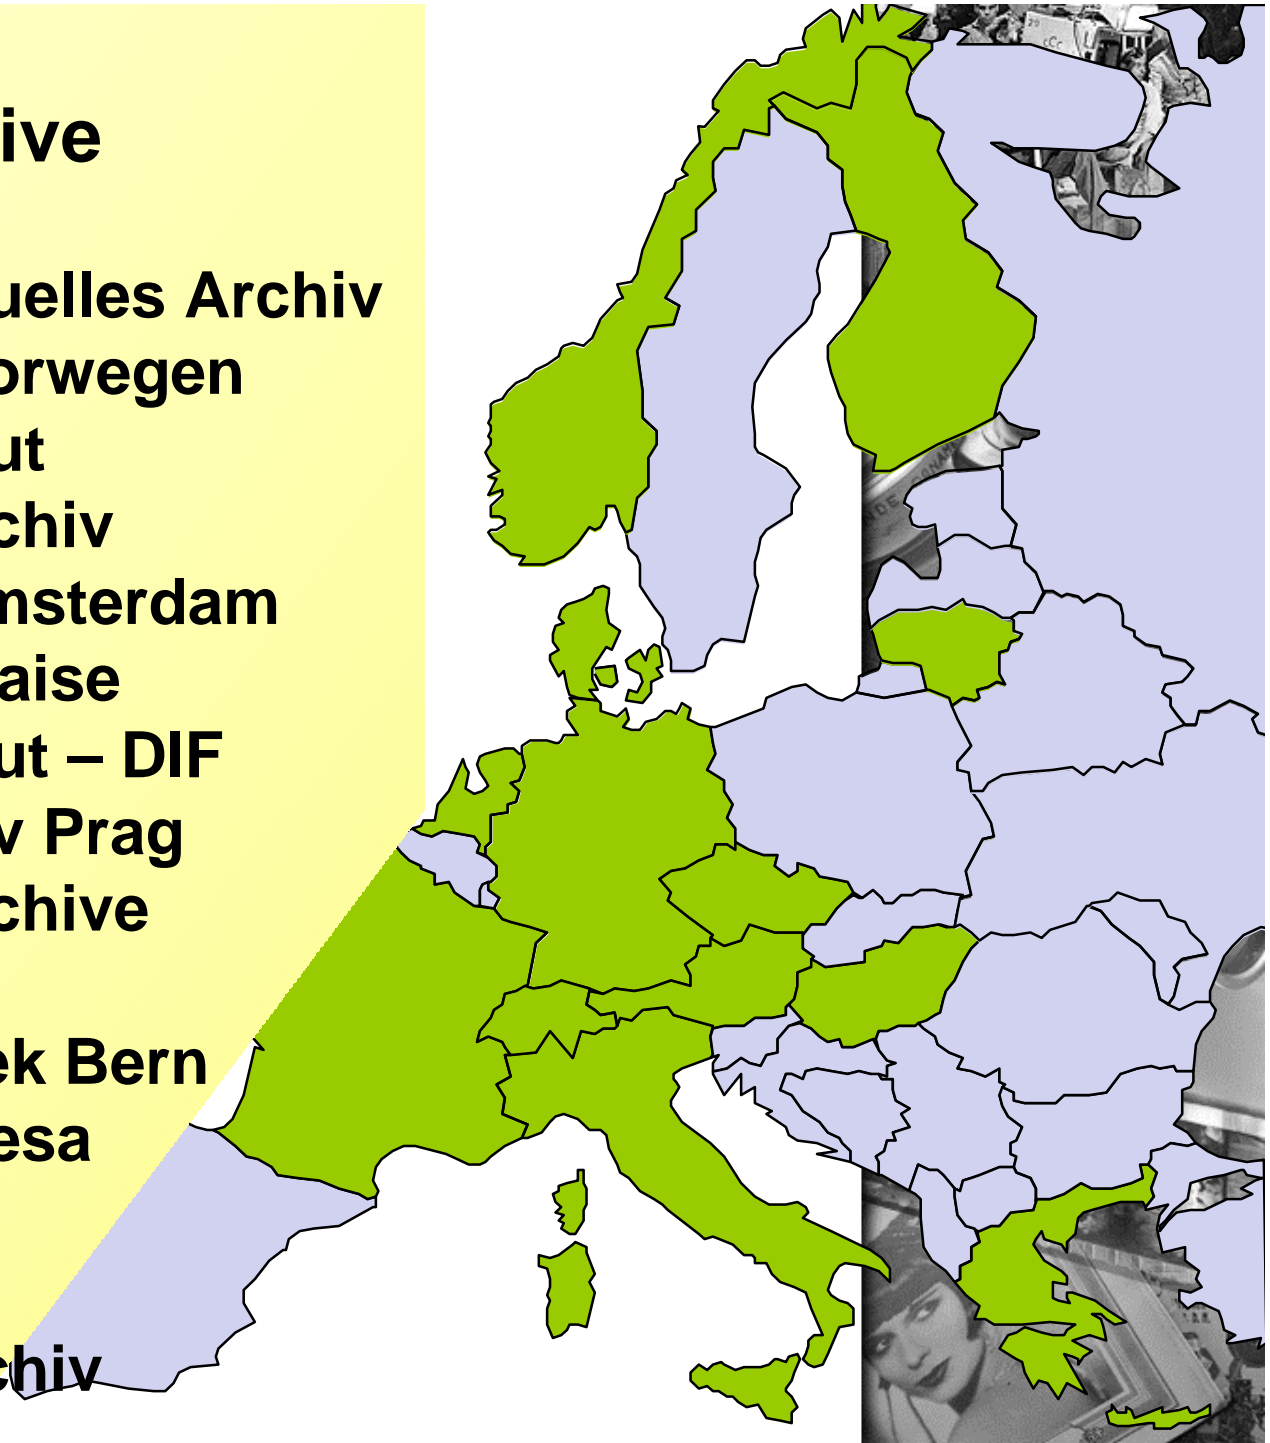 ive
uelles Archiv
orwegen
ut
chiv
msterdam
aise
ut – DIF
v Prag
chive
ek Bern
esa
chiv